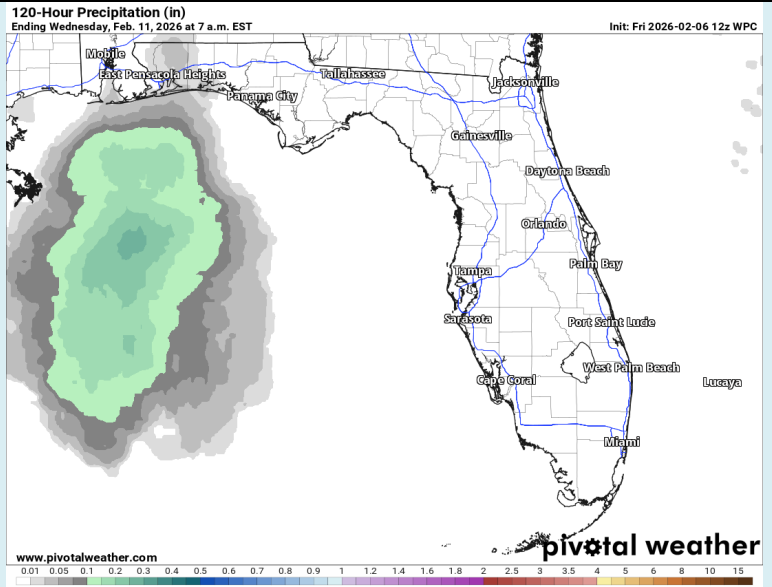 120-Hour Precipitation (in)
Ending Wednesday, Feb. 11, 2026 at 7 a.m. EST
Init: Fri 2026-02-06 12z WPC
Mobile
East Pensacola Heights
Tallahassee
Jacksonville
Panama City
Gainesville
Daytona Beach
Orlando
Palm Bay
Tampa
Sarasota
Port Saint Lucie
West Palm Beach
Cape Coral
Lucaya
Miami
pivotal weather
www.pivotalweather.com
0.01 0.05 0.1 0.2 0.3 0.4 0.5 0.6 0.7 0.8 0.9 1 1.2 1.4 1.6 1.8 2 2.5 3 3.5 4 5 6 8 10 15